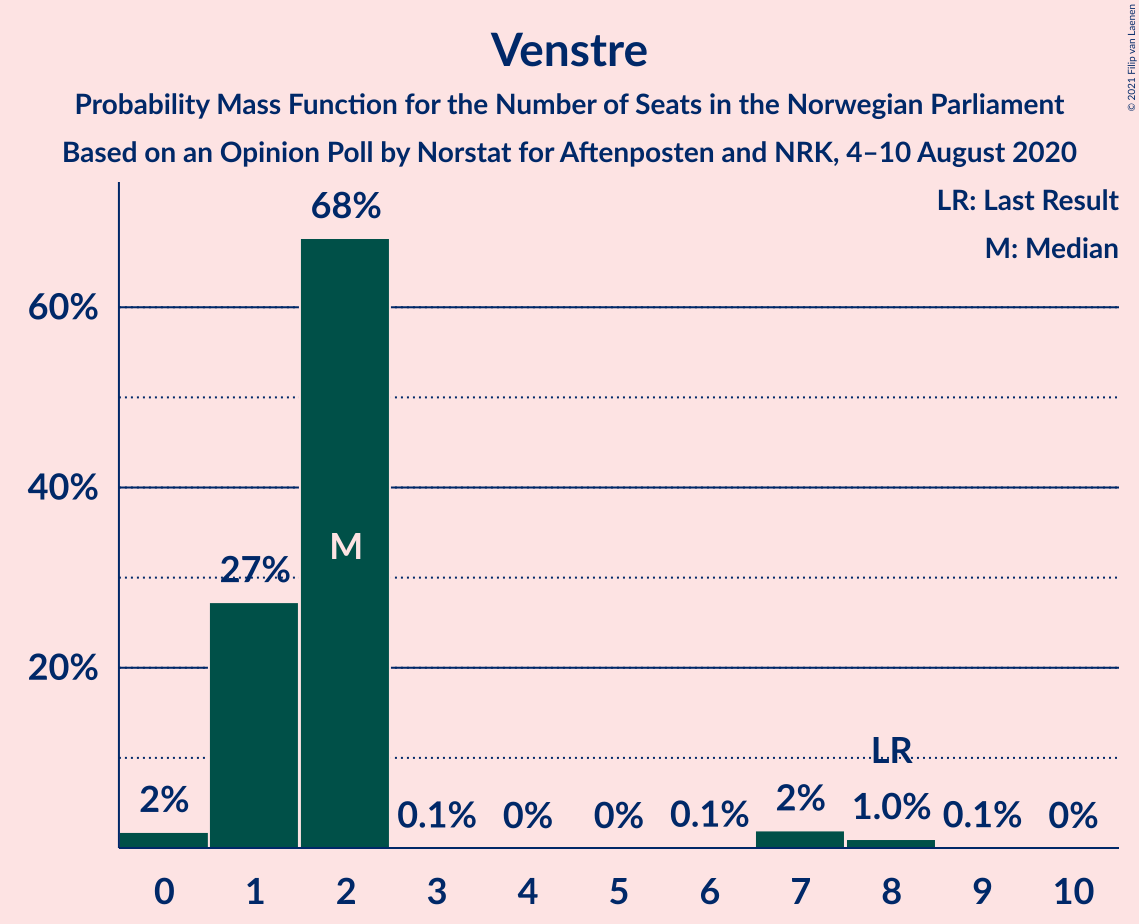 Venstre
Probability Mass Function for the Number of Seats in the Norwegian Parliament
Based on an Opinion Poll by Norstat for Aftenposten and NRK, 4–10 August 2020
© 2021 Filip van Laenen
LR: Last Result
M: Median
68%
60%
40%
M
27%
20%
LR
2%
0.1%
0%
0%
0.1%
2%
1.0%
0.1%
0%
0 1 2 3 4 5 6 7 8 9 10